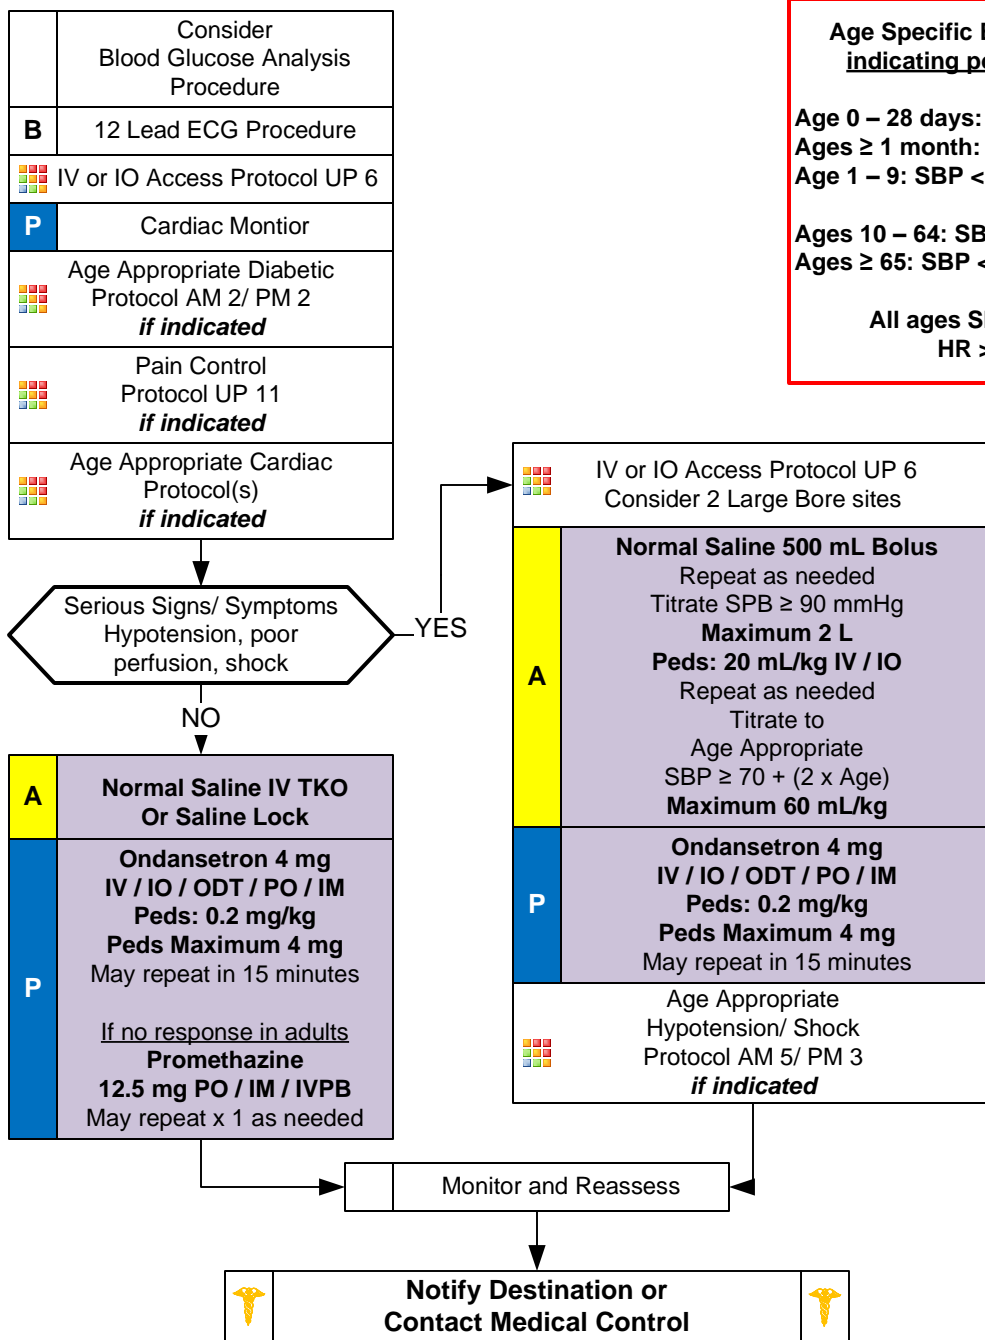 Consider
Blood Glucose Analysis
Procedure
B
12 Lead ECG Procedure
IV or IO Access Protocol UP 6
P
Cardiac Montior
Age Appropriate Diabetic
Protocol AM 2/ PM 2
if indicated
Pain Control
Protocol UP 11
if indicated
Age Appropriate Cardiac
Protocol(s)
if indicated
Serious Signs/ Symptoms
Hypotension, poor
perfusion, shock
YES
NO
A
Normal Saline IV TKO
Or Saline Lock
P
Ondansetron 4 mg
IV / IO / ODT / PO / IM
Peds: 0.2 mg/kg
Peds Maximum 4 mg
May repeat in 15 minutes
If no response in adults
Promethazine
12.5 mg PO / IM / IVPB
May repeat x 1 as needed
Age Specific
indicating
Age 0 – 28 days:
Ages ≥ 1 month:
Age 1 – 9: SBP <
Ages 10 – 64:
Ages ≥ 65: SBP <
All ages
HR >
IV or IO Access Protocol UP 6
Consider 2 Large Bore sites
A
Normal Saline 500 mL Bolus
Repeat as needed
Titrate SPB ≥ 90 mmHg
Maximum 2 L
Peds: 20 mL/kg IV / IO
Repeat as needed
Titrate to
Age Appropriate
SBP ≥ 70 + (2 x Age)
Maximum 60 mL/kg
P
Ondansetron 4 mg
IV / IO / ODT / PO / IM
Peds: 0.2 mg/kg
Peds Maximum 4 mg
May repeat in 15 minutes
Age Appropriate
Hypotension/ Shock
Protocol AM 5/ PM 3
if indicated
Monitor and Reassess
Notify Destination or
Contact Medical Control